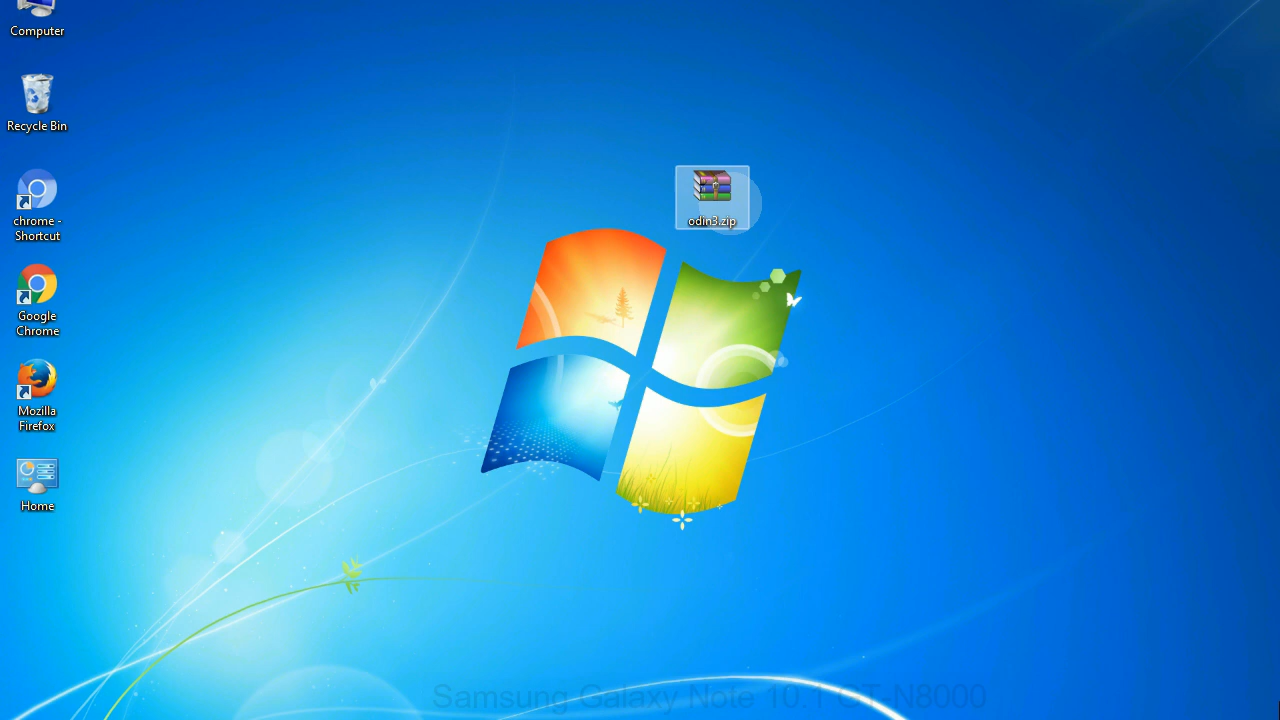 Computer
Recycle Bin
chrome -
Shortcut
Google
Chrome
Mozilla
Firefox
Home
odin3.zip
Samsung Galaxy Note 10.1 GT-N8000